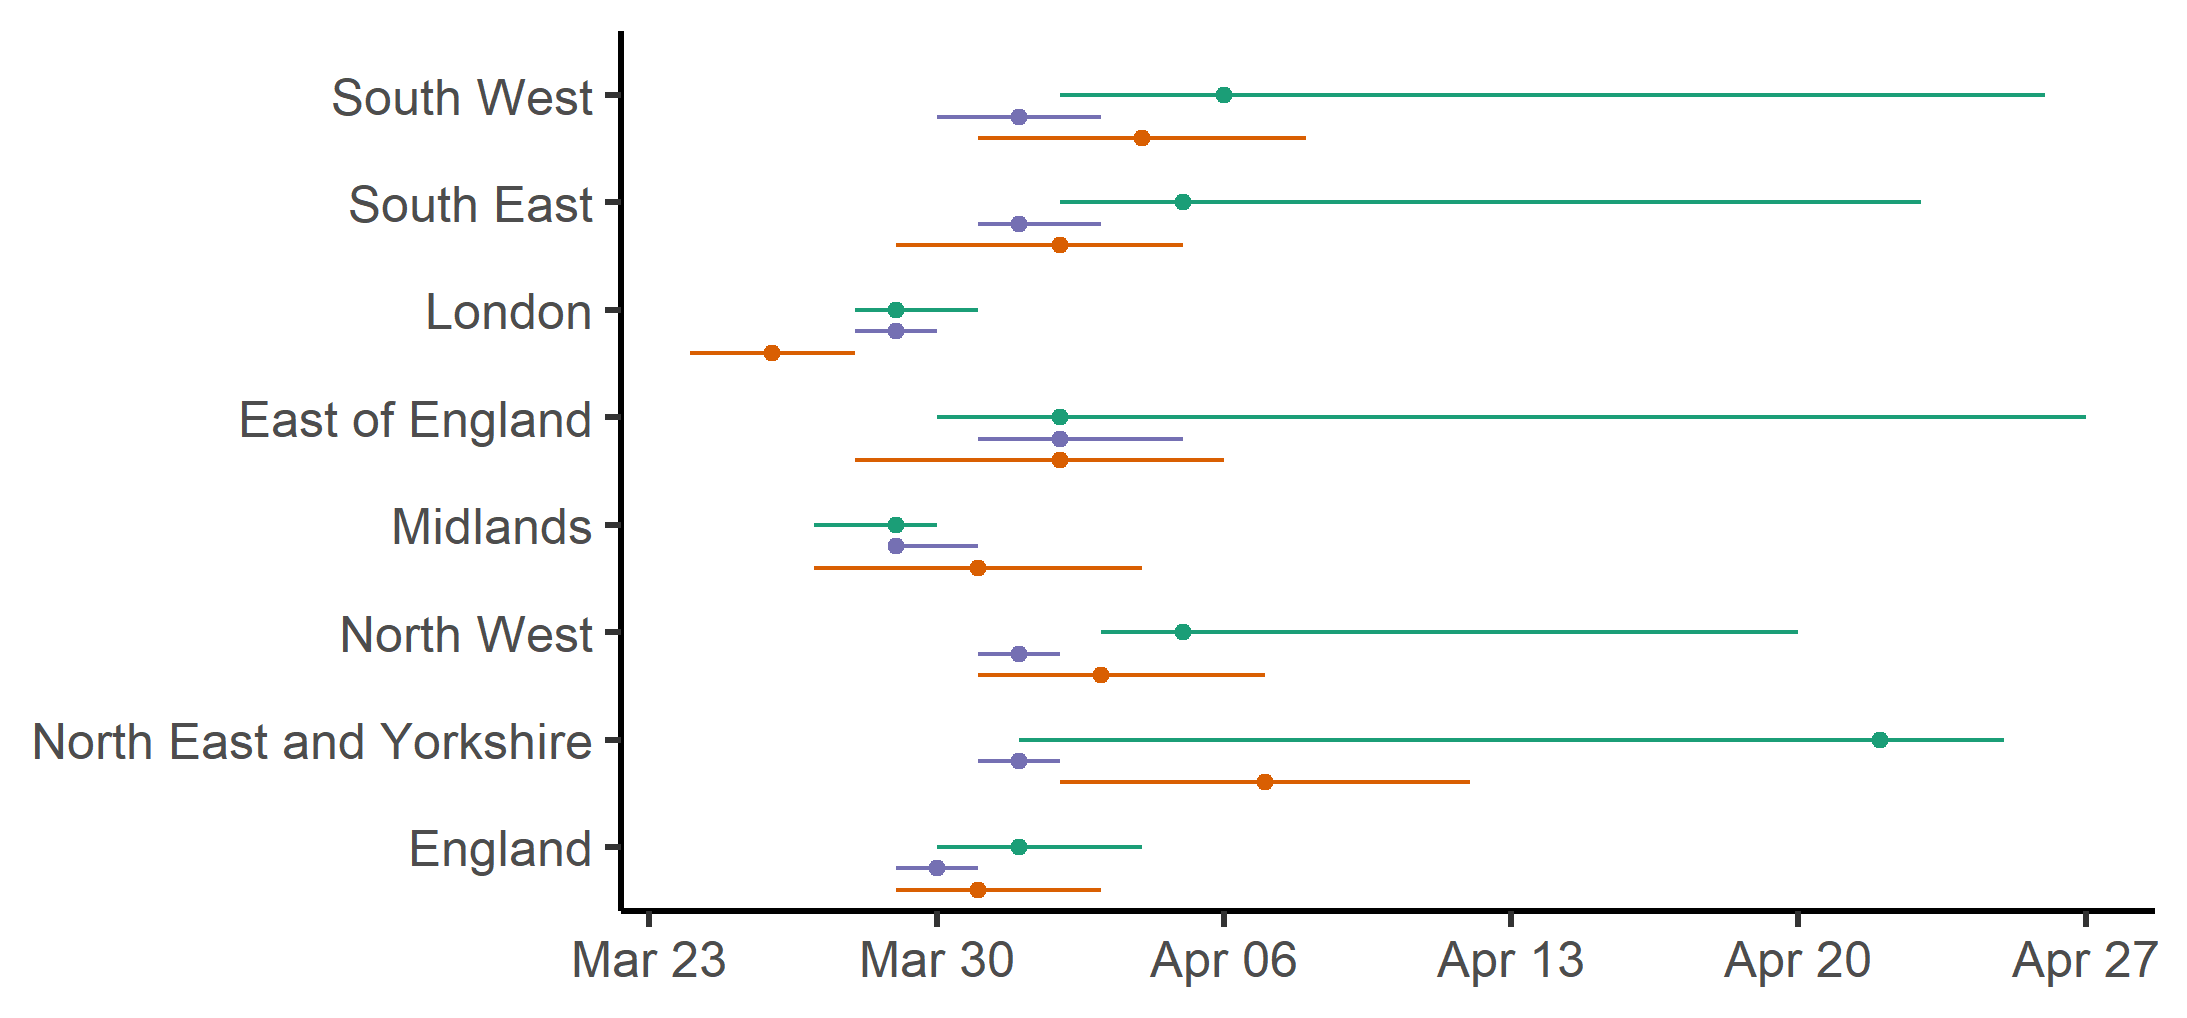 South West
South East
London
East of England
Midlands
North West
North East and Yorkshire
England
Mar 23 Mar 30 Apr 06 Apr 13 Apr 20 Apr 27